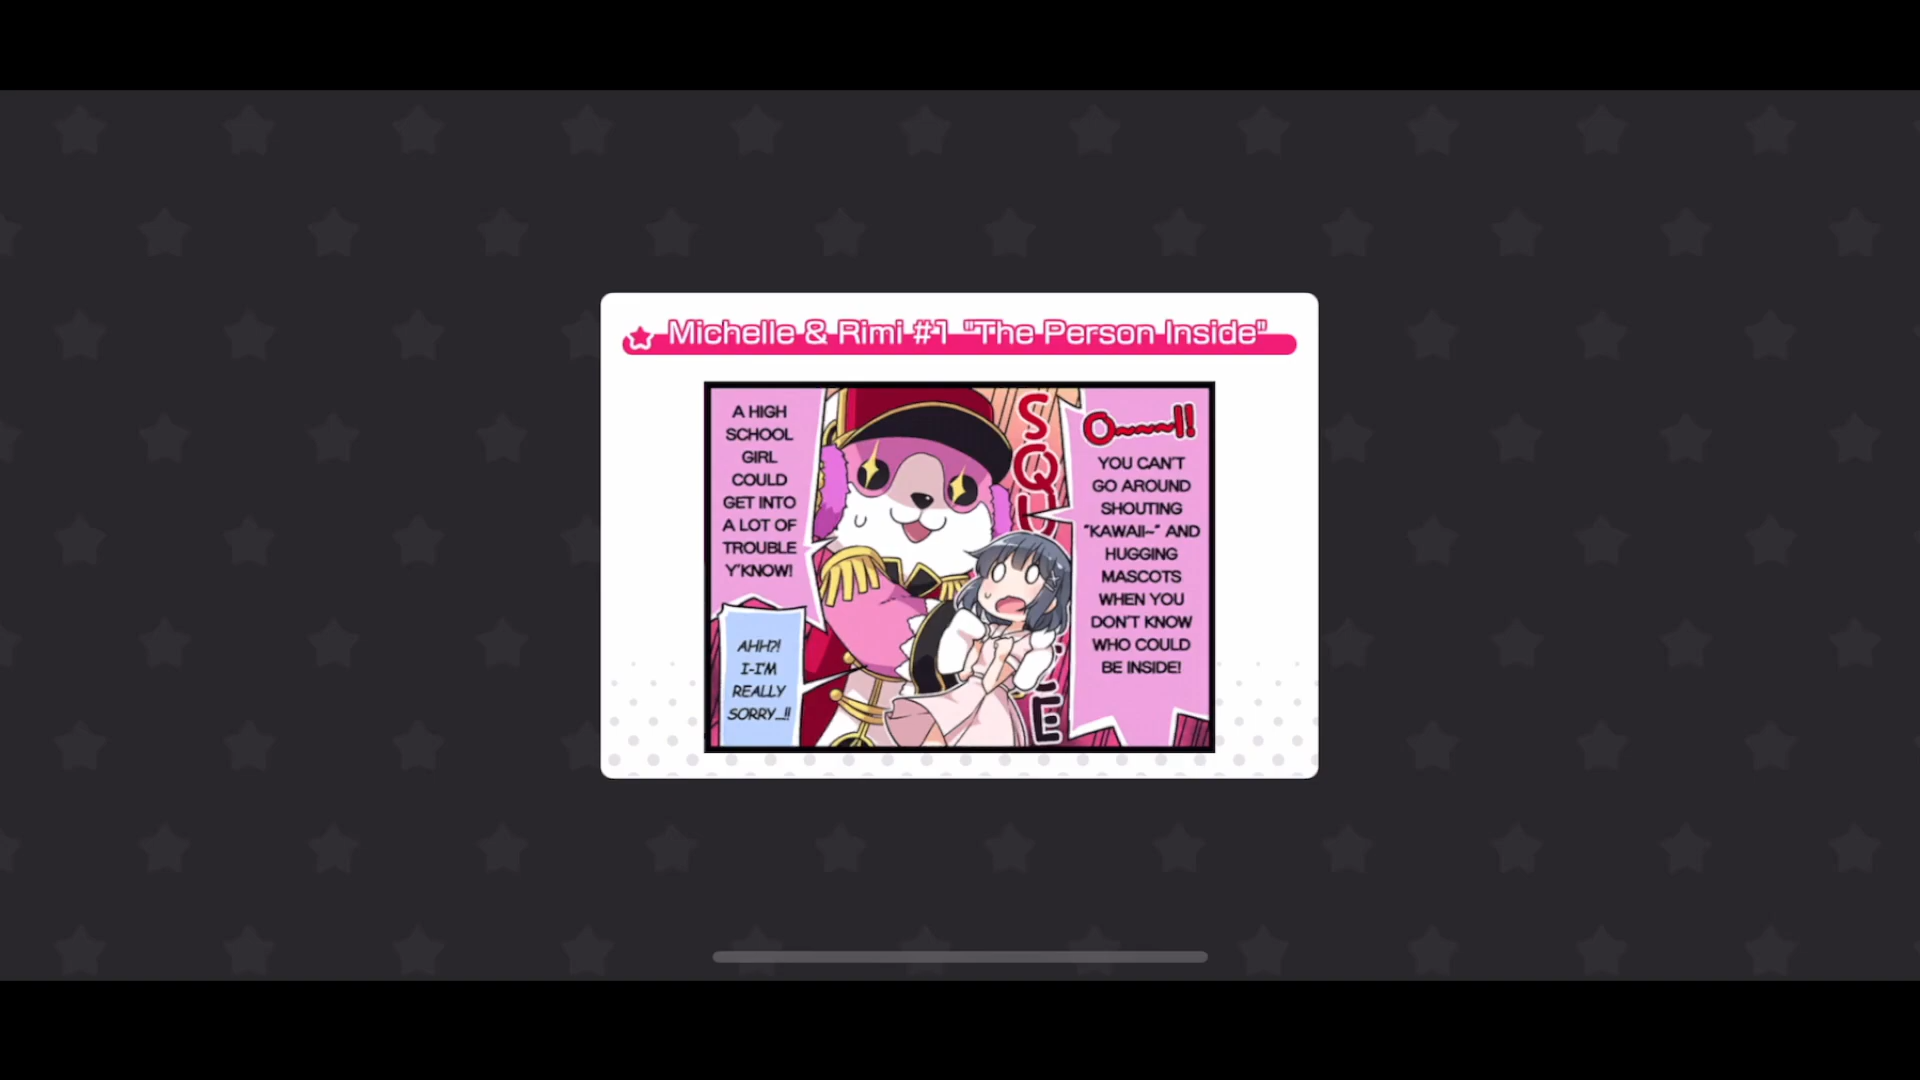 Michelle & Rimi #1 "The Person Inside"
O~~~~I!
YOU CAN'T
GO AROUND
SHOUTING
"KAWAII~" AND
HUGGING
MASCOTS
WHEN YOU
DON'T KNOW
WHO COULD
BE INSIDE!
A HIGH
SCHOOL
GIRL
COULD
GET INTO
A LOT OF
TROUBLE
Y'KNOW!
AHH?!
I-I'M
REALLY
SORRY...!!